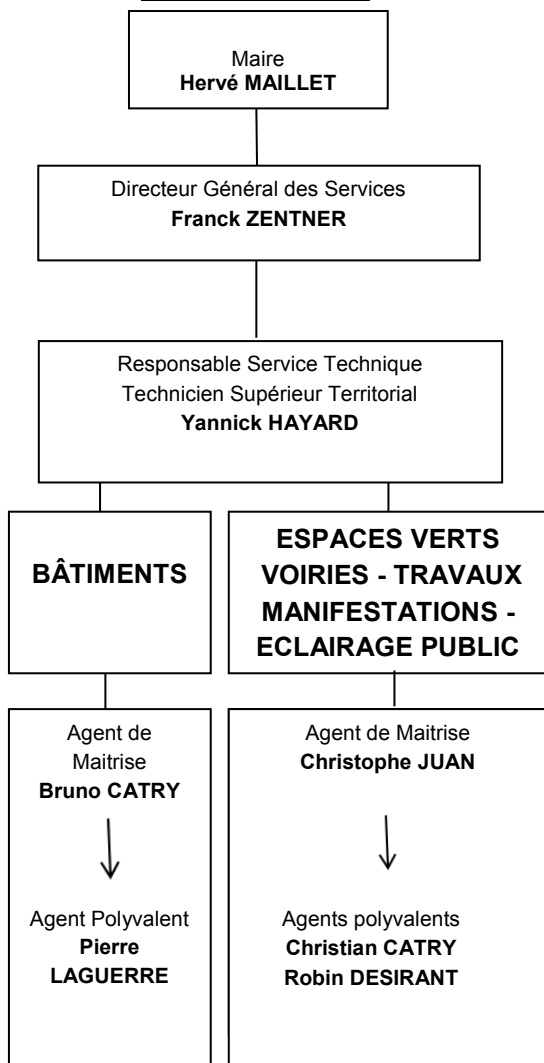 Maire
Hervé MAILLET
Directeur Général des Services
Franck ZENTNER
Responsable Service Technique
Technicien Supérieur Territorial
Yannick HAYARD
BÂTIMENTS
ESPACES VERTS
VOIRIES - TRAVAUX
MANIFESTATIONS -
ECLAIRAGE PUBLIC
Agent de
Maitrise
Bruno CATRY
Agent Polyvalent
Pierre
LAGUERRE
Agent de Maitrise
Christophe JUAN
Agents polyvalents
Christian CATRY
Robin DESIRANT